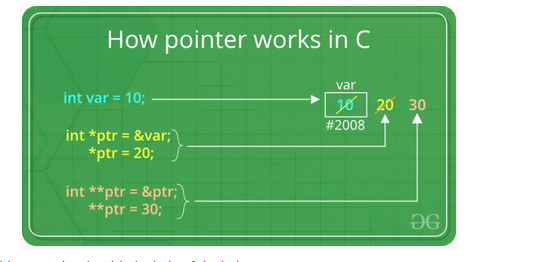 How pointer works in C
var
int var = 10;
10 20 30
#2008
int *ptr = &var;
*ptr = 20;
int **ptr = &ptr;
**ptr = 30;
GG